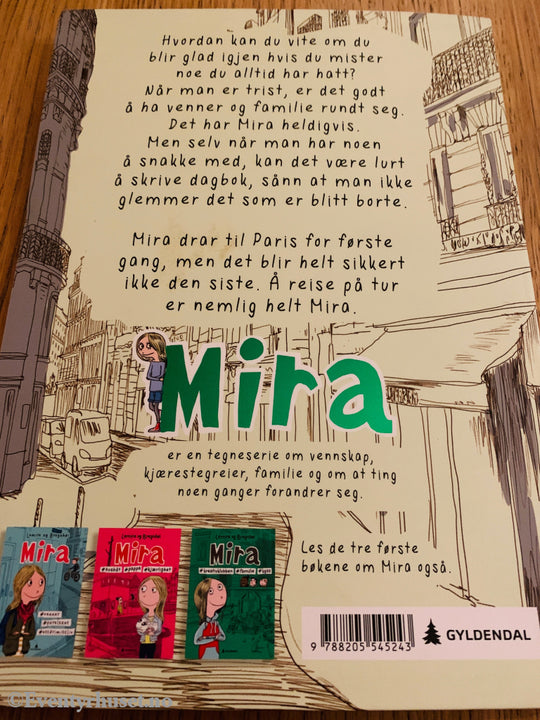 Hvordan kan du vite om du
blir glad igjen hvis du mister
noe du alltid har hatt?
Når man er trist, er det godt
å ha venner og familie rundt seg.
Det har Mira heldigvis.
Men selv når man har noen
å snakke med, kan det være lurt
å skrive dagbok, sånn at man ikke
glemmer det som er blitt borte.
Mira drar til Paris for første
gang, men det blir helt sikkert
ikke den siste. Å reise på tur
er nemlig helt Mira.
Mira
er en tegneserie om vennskap,
kjærestegreier, familie og om at ting
noen ganger forandrer seg.
Mira
Mira
Mira
Les de tre første
bøkene om Mira også.
9 788205 545243
GYLDENDAL
© Eventyrhuset.no